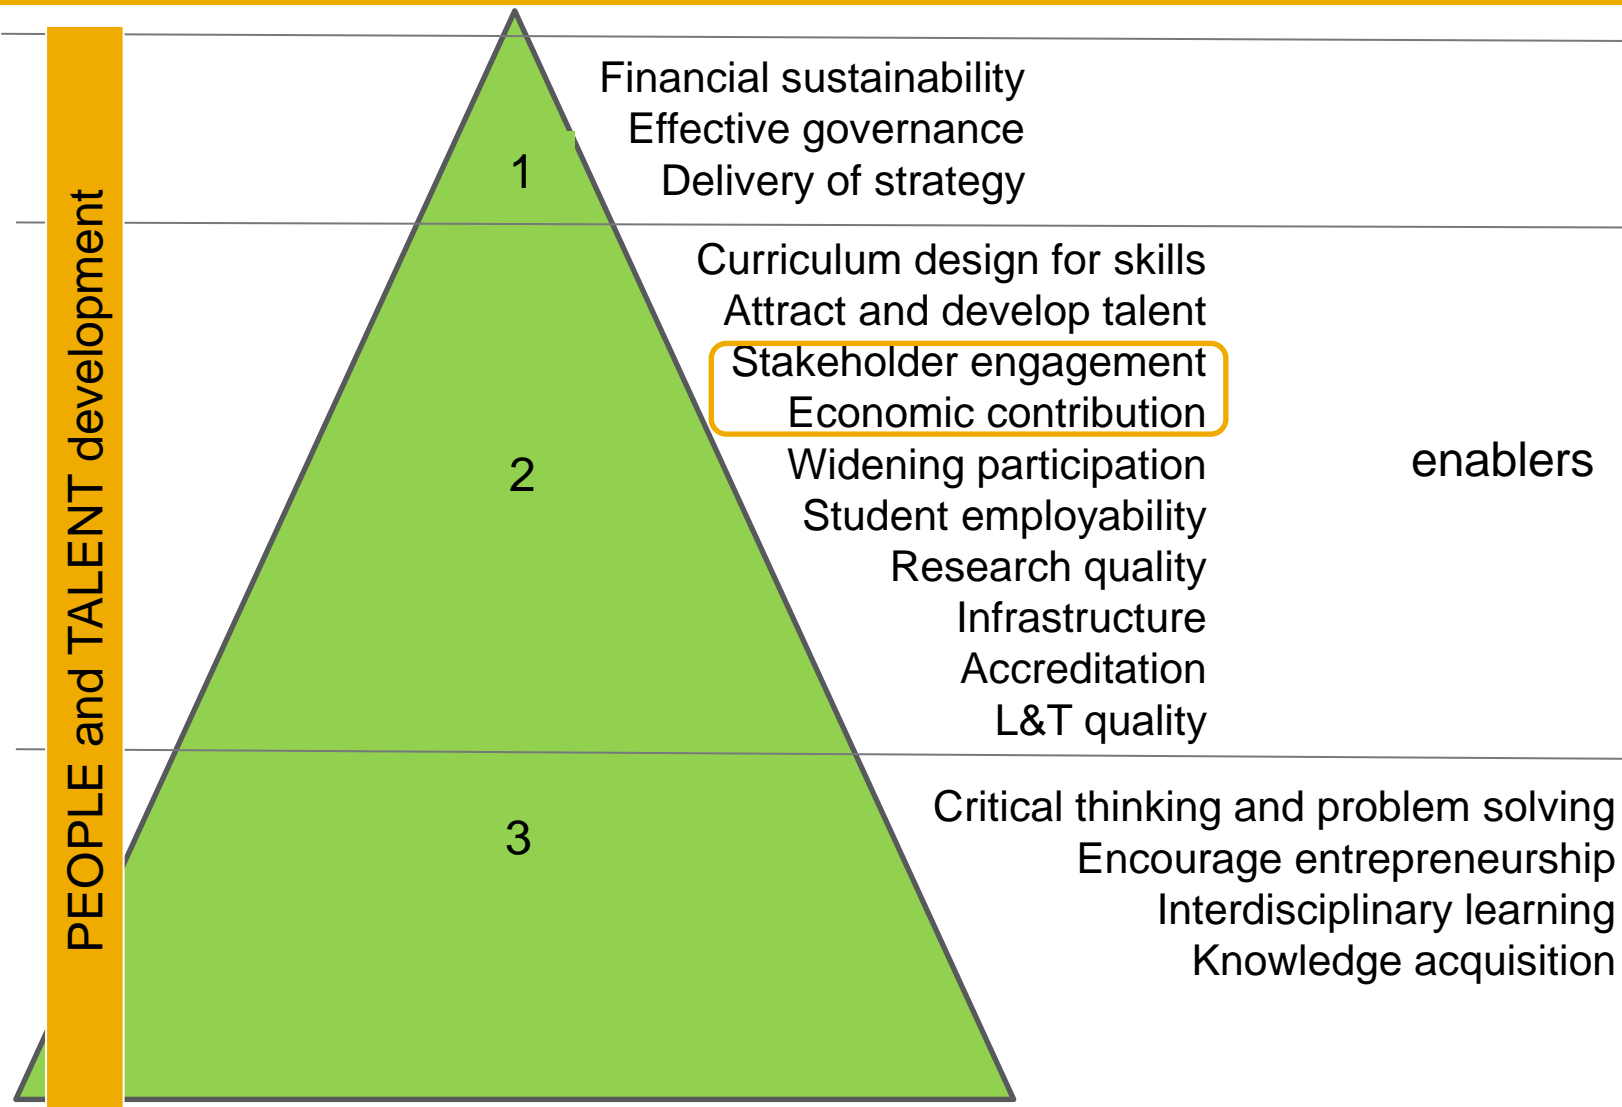 PEOPLE and TALENT development
1
Financial sustainability
Effective governance
Delivery of strategy
2
Curriculum design for skills
Attract and develop talent
Stakeholder engagement
Economic contribution
Widening participation
Student employability
Research quality
Infrastructure
Accreditation
L&T quality
enablers
3
Critical thinking and problem solving
Encourage entrepreneurship
Interdisciplinary learning
Knowledge acquisition